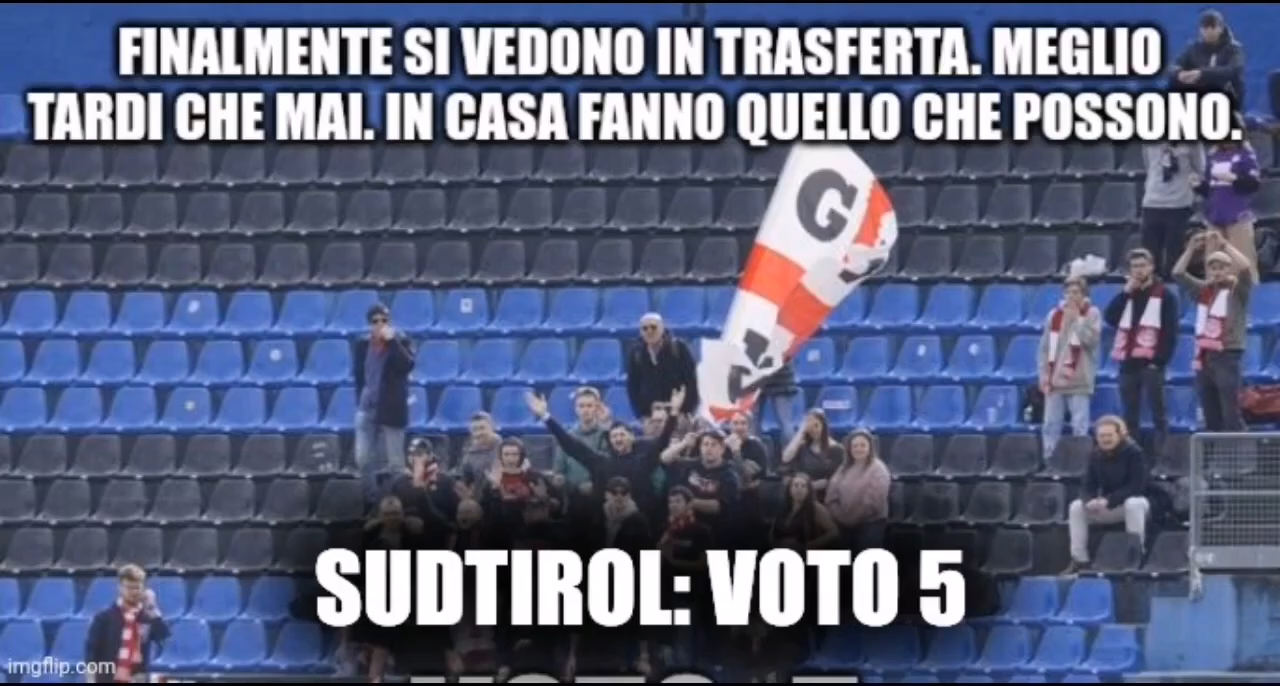 FINALMENTE SI VEDONO IN TRASFERTA. MEGLIO
TARDI CHE MAI. IN CASA FANNO QUELLO CHE POSSONO.
G
SUDTIROL: VOTO 5
imgflip.com